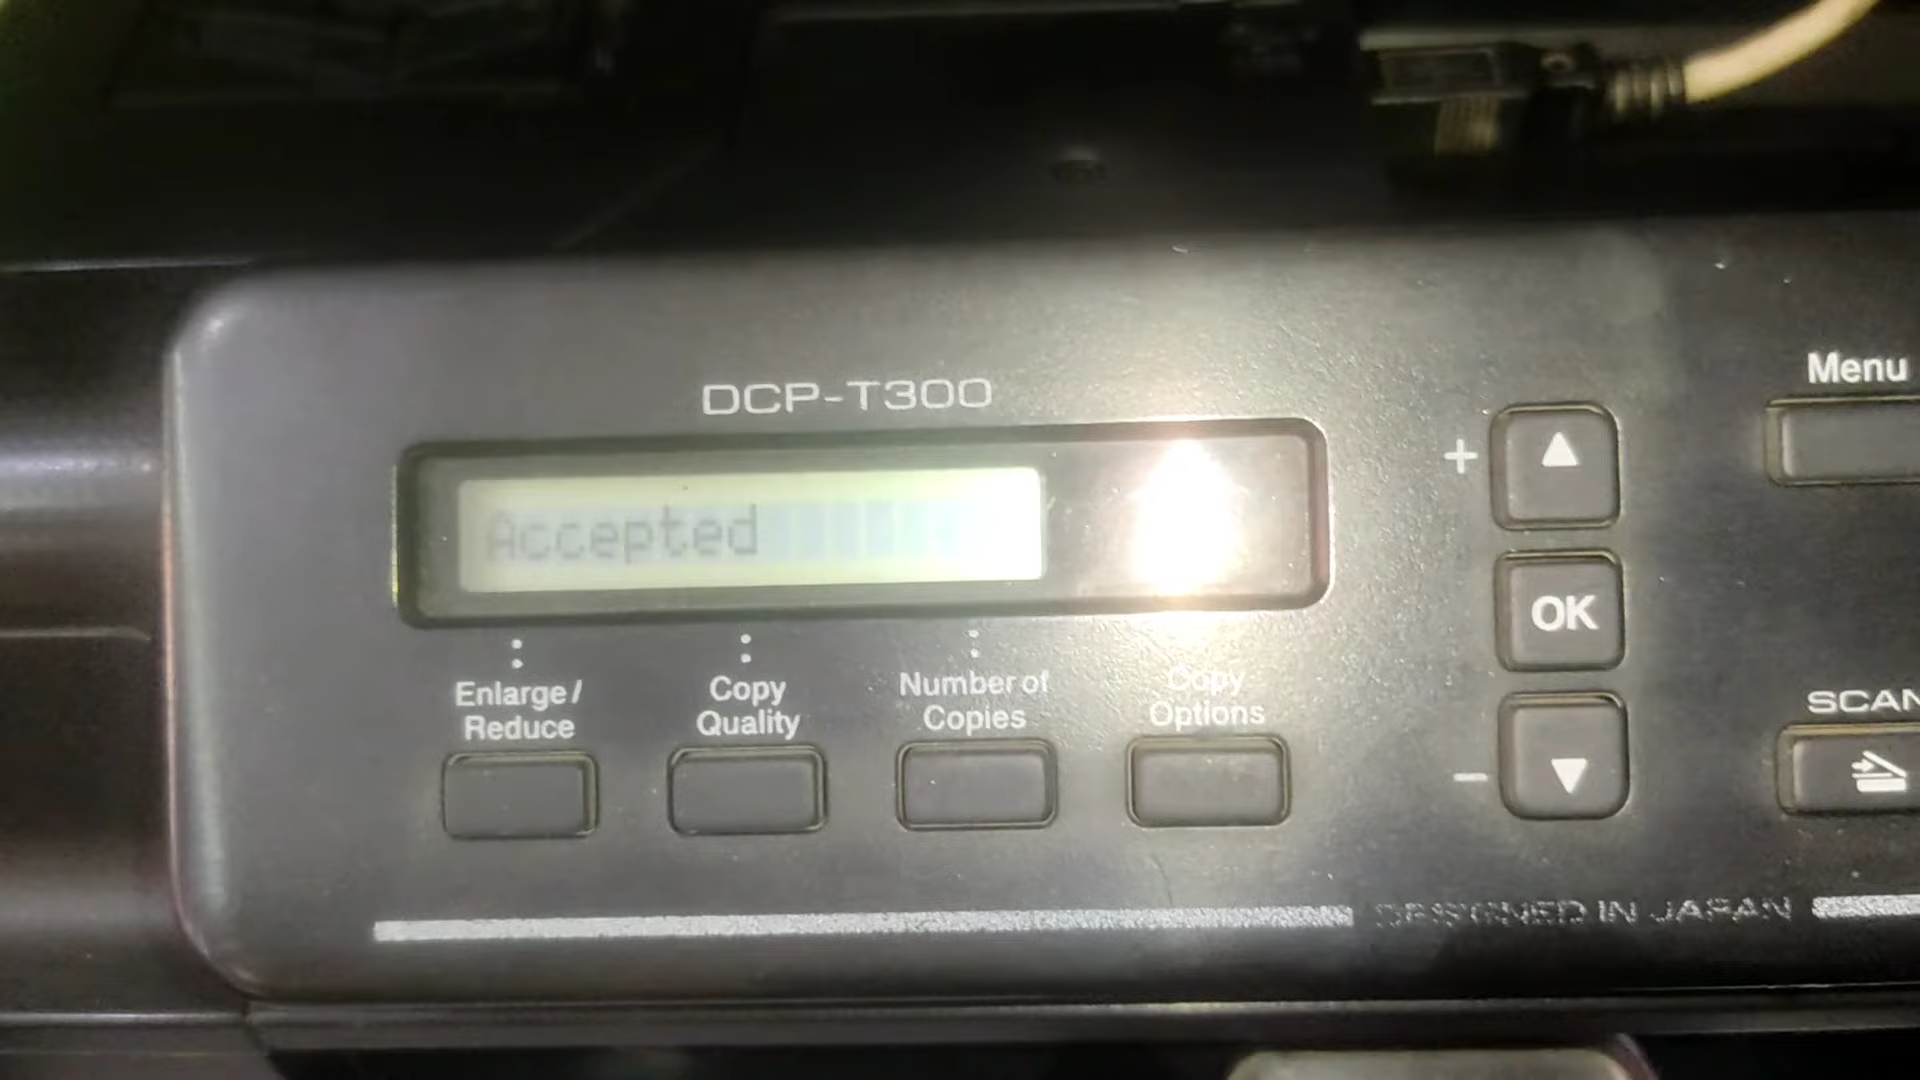 DCP-T300
Menu
Accepted
+
OK
Enlarge/
Reduce
Copy
Quality
Number of
Copies
Copy
Options
−
SCAN
DESIGNED IN JAPAN